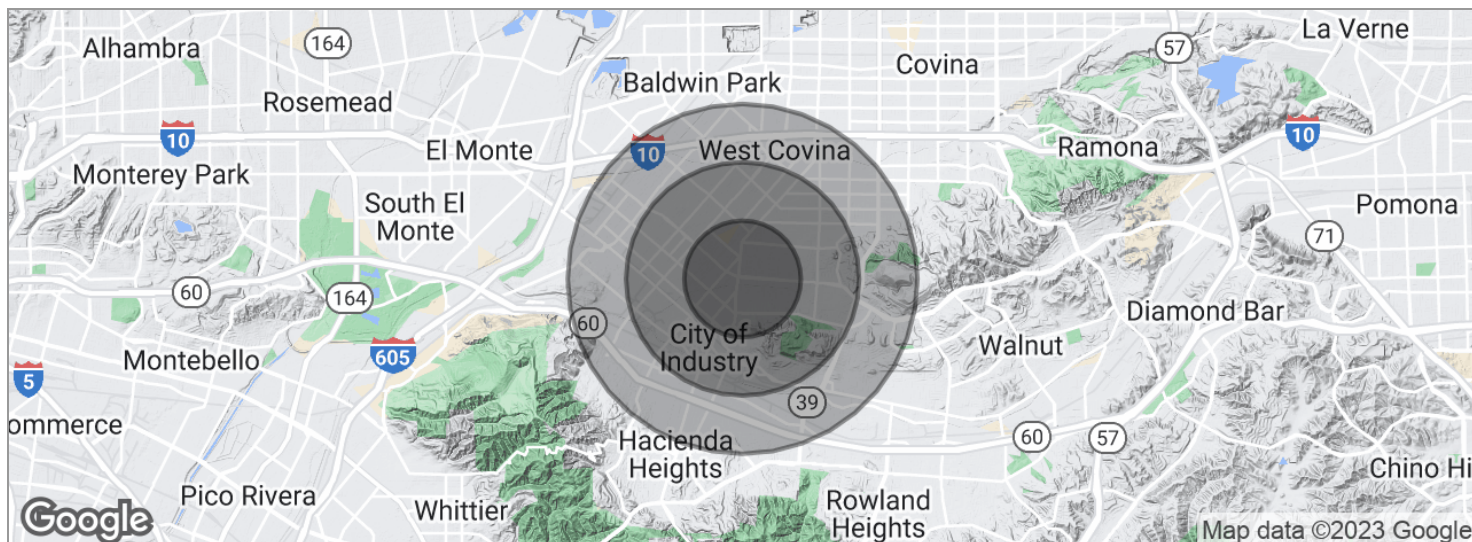 Alhambra
164
57
La Verne
Covina
Baldwin Park
Rosemead
10
El Monte
10
West Covina
Ramona
10
Monterey Park
South El
Monte
Pomona
71
60
164
60
City of
Industry
Diamond Bar
Walnut
Montebello
605
5
39
ommerce
Hacienda
Heights
60
57
Chino Hi
Pico Rivera
Whittier
Rowland
Heights
Google
Map data ©2023 Google